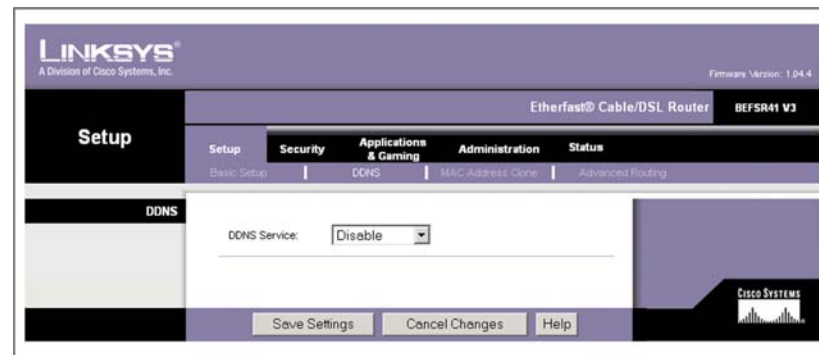 LINKSYS®
A Division of Cisco Systems, Inc.
Firmware Version: 1.04.4
Etherfast® Cable/DSL Router
BEFSR41 V3
Setup
Setup Security Applications & Gaming Administration Status
Basic Setup | DDNS | MAC Address Clone | Advanced Routing
DDNS
DDNS Service: Disable
CISCO SYSTEMS
Save Settings Cancel Changes Help